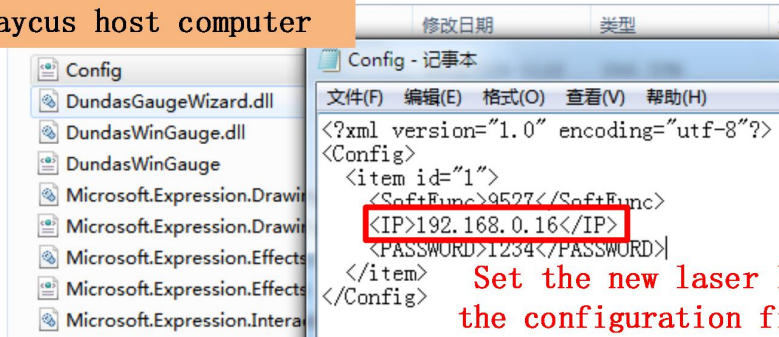 aycus host computer
修改日期 类型
Config
DundasGaugeWizard.dll
DundasWinGauge.dll
DundasWinGauge
Microsoft.Expression.Drawi
Microsoft.Expression.Drawi
Microsoft.Expression.Effects
Microsoft.Expression.Effects
Microsoft.Expression.Intera
Config - 记事本
文件(F) 编辑(E) 格式(O) 查看(V) 帮助(H)
<?xml version="1.0" encoding="utf-8"?>
<Config>
<item id="1">
<SoftFunc>9527</SoftFunc>
<IP>192.168.0.16</IP>
<PASSWORD>1234</PASSWORD>
</item>
</Config>
Set the new laser
the configuration fi